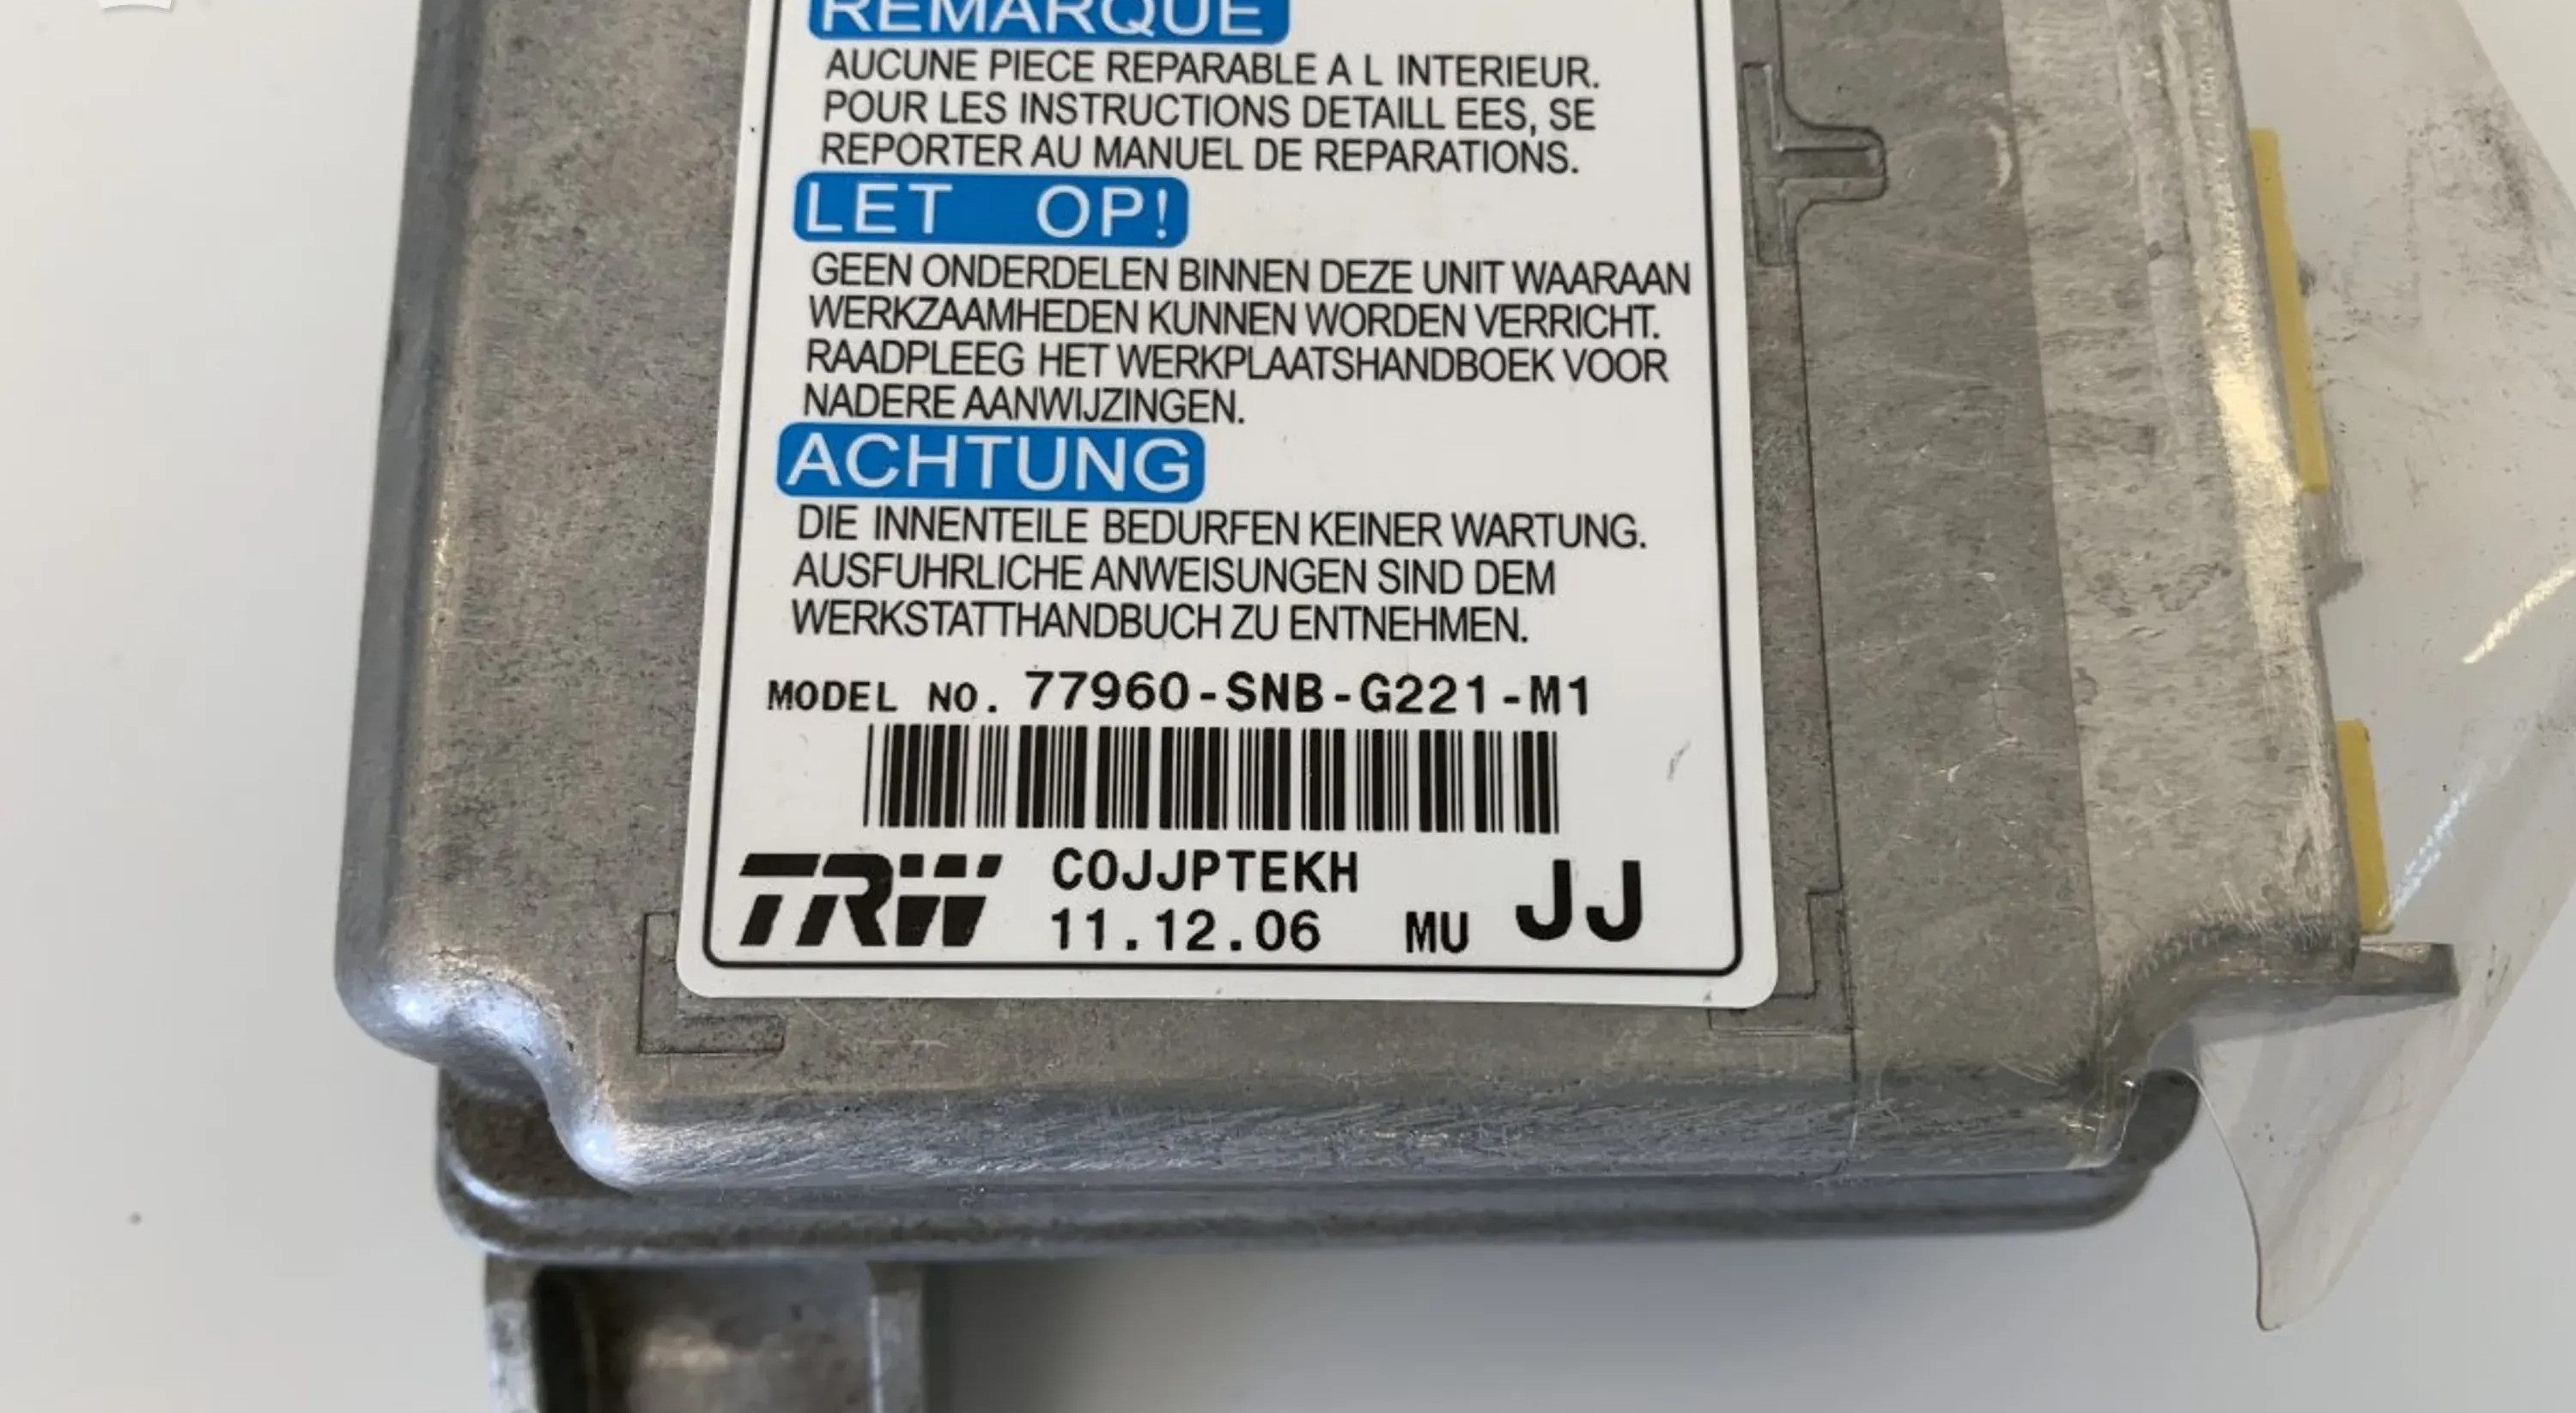 REMARQUE
AUCUNE PIECE REPARABLE A L INTERIEUR.
POUR LES INSTRUCTIONS DETAILL EES, SE
REPORTER AU MANUEL DE REPARATIONS.
LET OP!
GEEN ONDERDELEN BINNEN DEZE UNIT WAARAAN
WERKZAAMHEDEN KUNNEN WORDEN VERRICHT.
RAADPLEEG HET WERKPLAATSHANDBOEK VOOR
NADERE AANWIJZINGEN.
ACHTUNG
DIE INNENTEILE BEDURFEN KEINER WARTUNG.
AUSFUHRLICHE ANWEISUNGEN SIND DEM
WERKSTATTHANDBUCH ZU ENTNEHMEN.
MODEL NO. 77960-SNB-G221-M1
TRW C0JJPTEKH
11.12.06 MU JJ